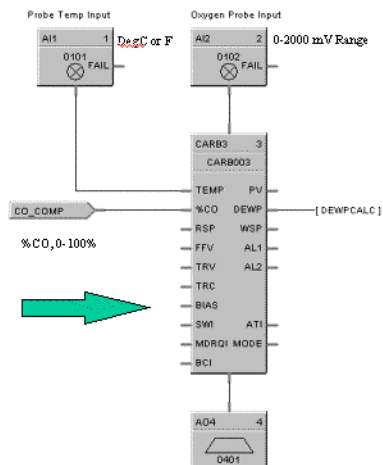 Probe Temp Input
Oxygen Probe Input
AI1 1
DegC or F
AI2 2
0-2000 mV Range
0101
FAIL
0102
FAIL
CARB3 3
CARB003
TEMP PV
CO_COMP
%CO DEWP
[DEWPCALC]
RSP WSP
%CO,0-100%
FFV AL1
TRV AL2
TRC
BIAS
SWI ATI
MDRQI MODE
BCI
AO4 4
0401